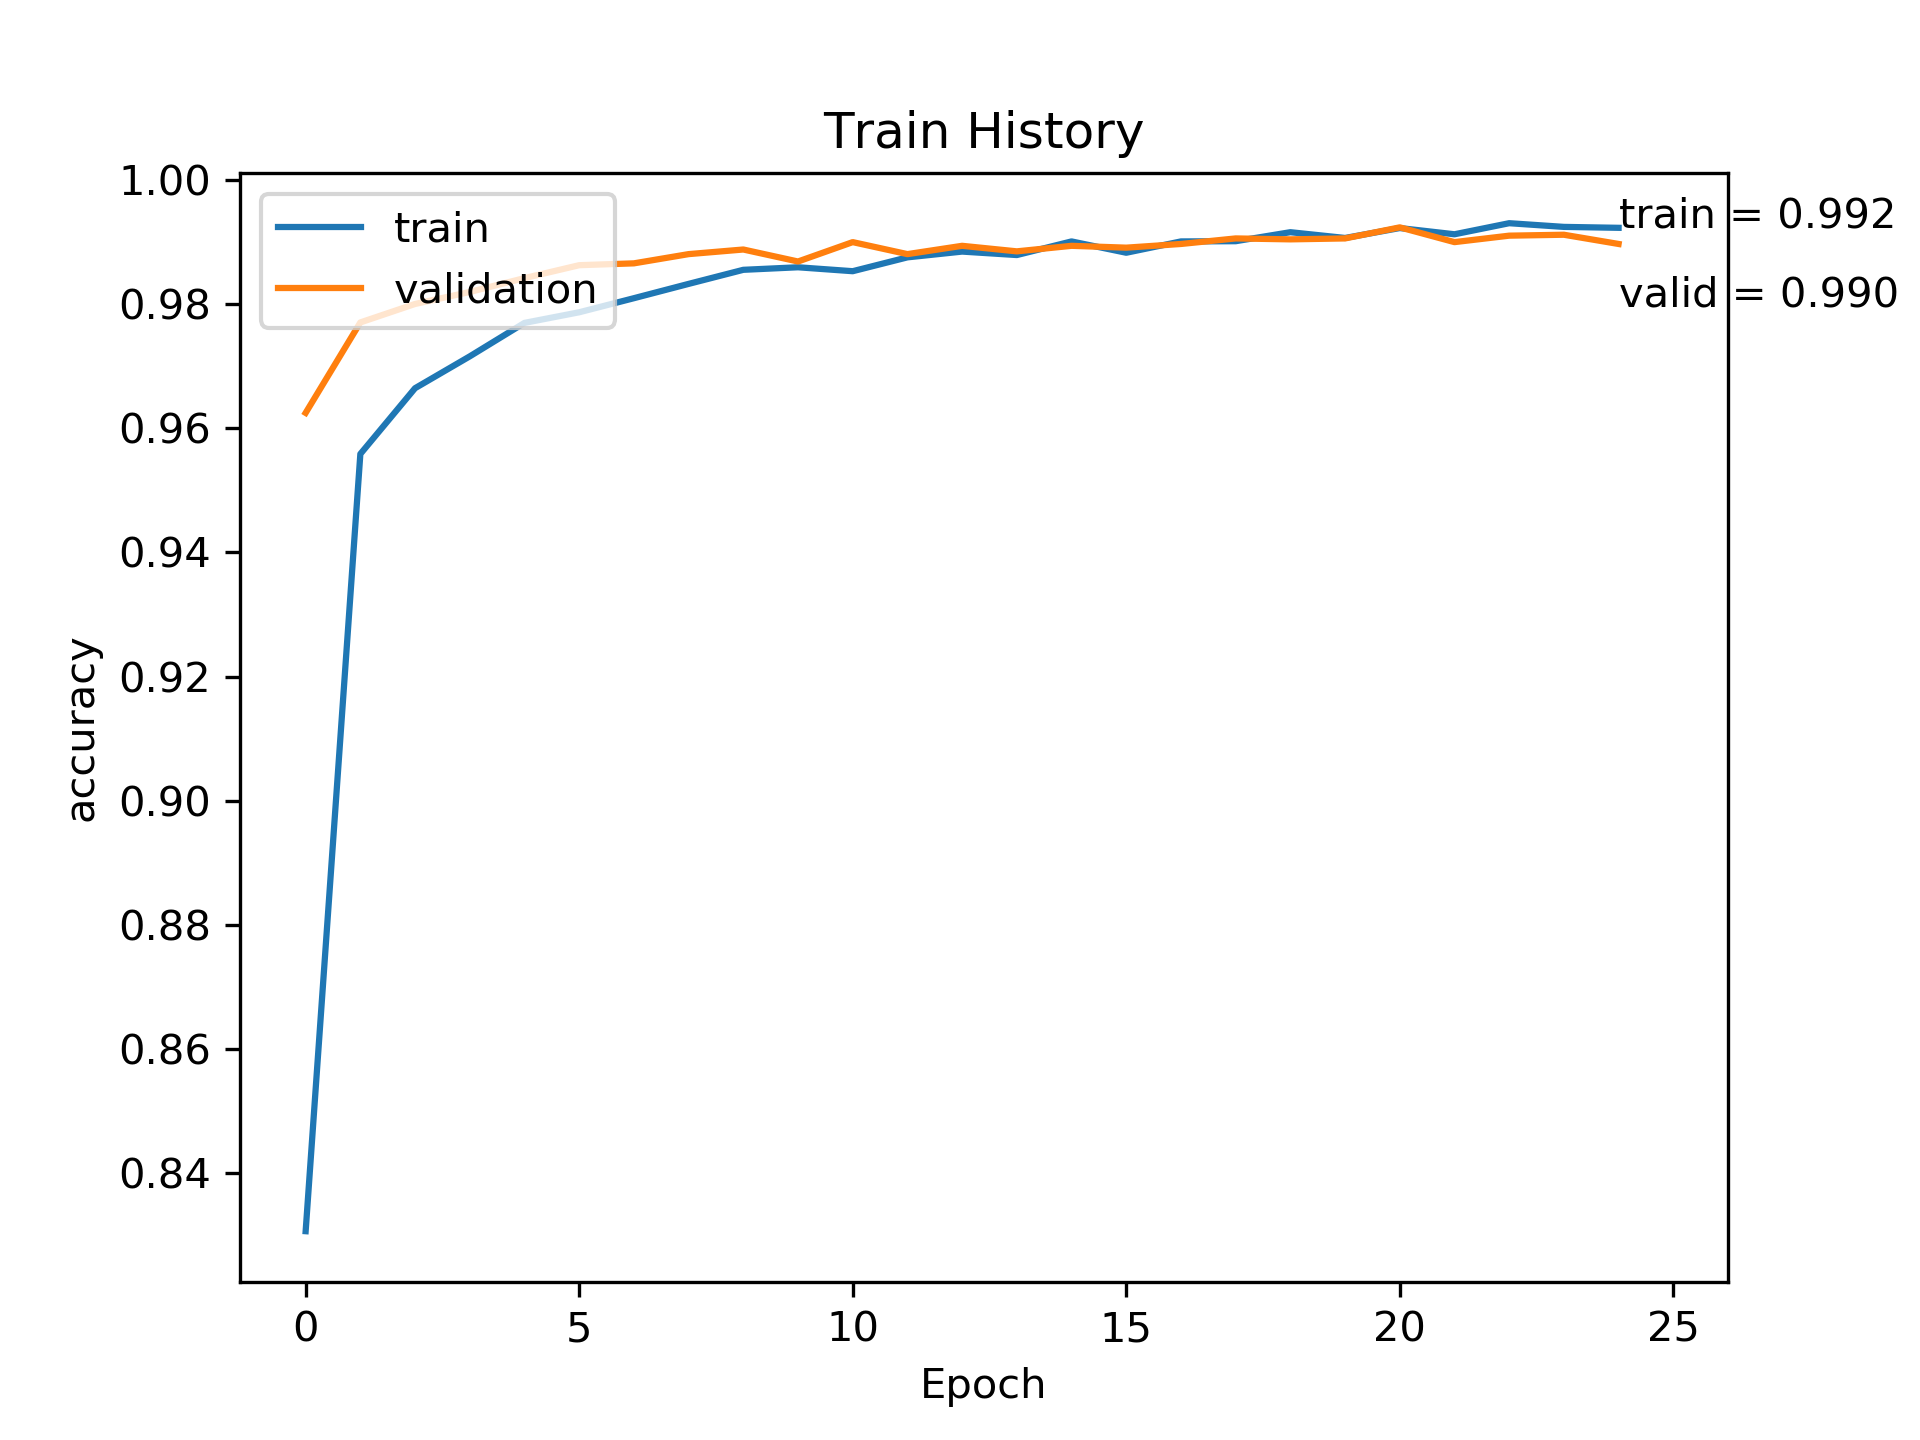 Train History
1.00
0.98
0.96
0.94
0.92
0.90
0.88
0.86
0.84
accuracy
train
validation
train = 0.992
valid = 0.990
0 5 10 15 20 25
Epoch